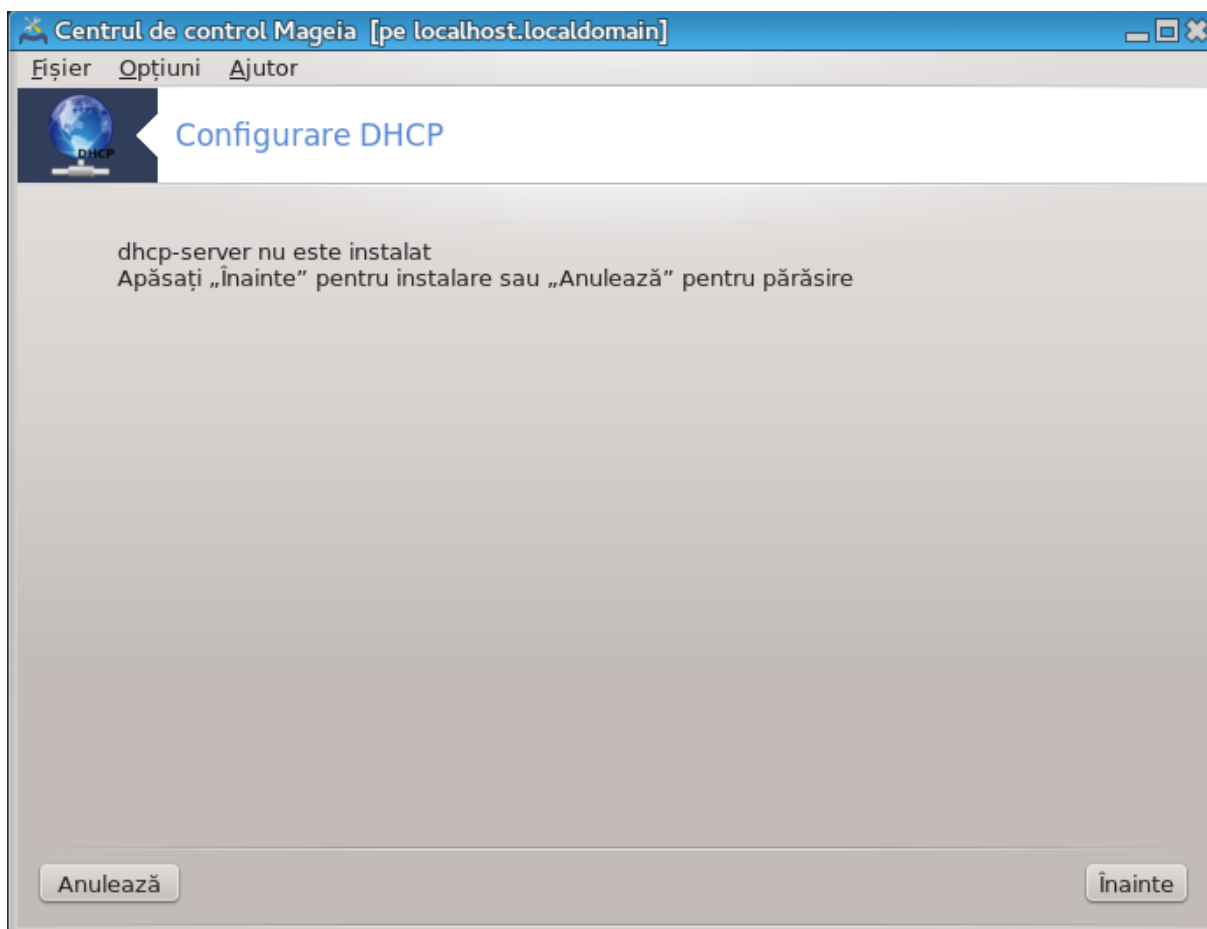 Centrul de control Mageia [pe localhost.localdomain]
Fișier Opțiuni Ajutor
DHCP
Configurare DHCP
dhcp-server nu este instalat
Apăsați „Înainte” pentru instalare sau „Anulează” pentru părăsire
Anulează
Înainte